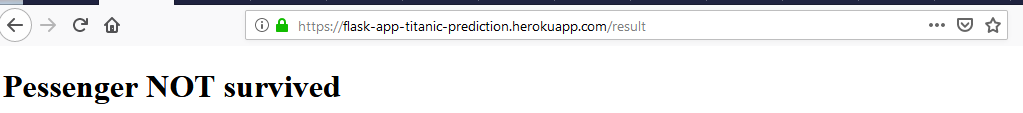 https://flask-app-titanic-prediction.herokuapp.com/result
Pessenger NOT survived